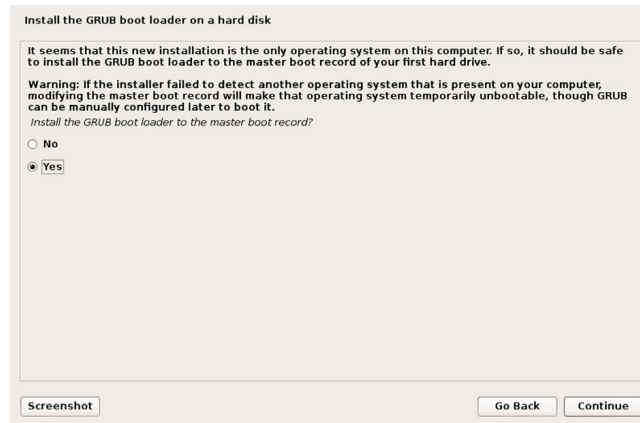 Install the GRUB boot loader on a hard disk
It seems that this new installation is the only operating system on this computer. If so, it should be safe
to install the GRUB boot loader to the master boot record of your first hard drive.
Warning: If the installer failed to detect another operating system that is present on your computer,
modifying the master boot record will make that operating system temporarily unbootable, though GRUB
can be manually configured later to boot it.
Install the GRUB boot loader to the master boot record?
No
Yes
Screenshot
Go Back
Continue